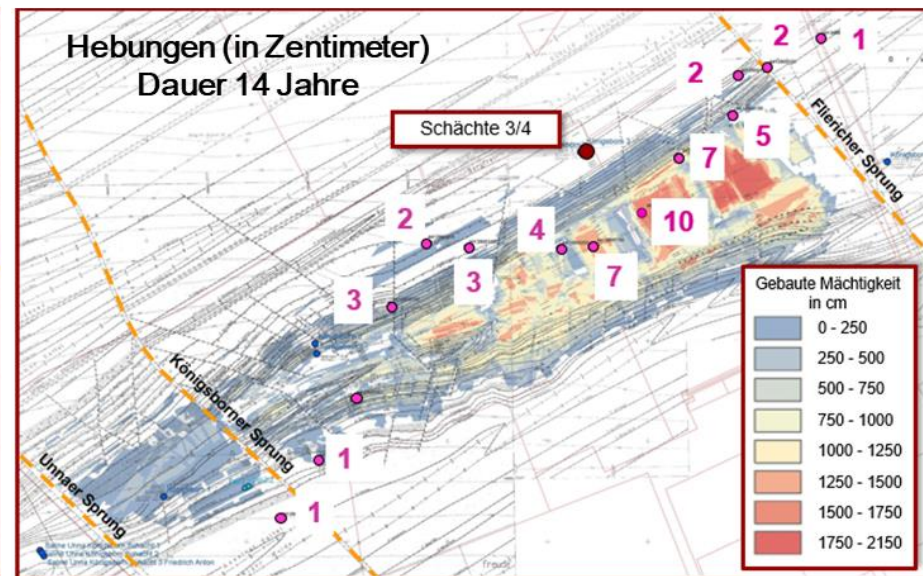 Hebungen (in Zentimeter)
Dauer 14 Jahre
Schächte 3/4
2
2
1
5
7
10
7
4
2
3
3
1
1
Fliericher Sprung
Königsborner Sprung
Unnaer Sprung
Gebaute Mächtigkeit
in cm
0 - 250
250 - 500
500 - 750
750 - 1000
1000 - 1250
1250 - 1500
1500 - 1750
1750 - 2150